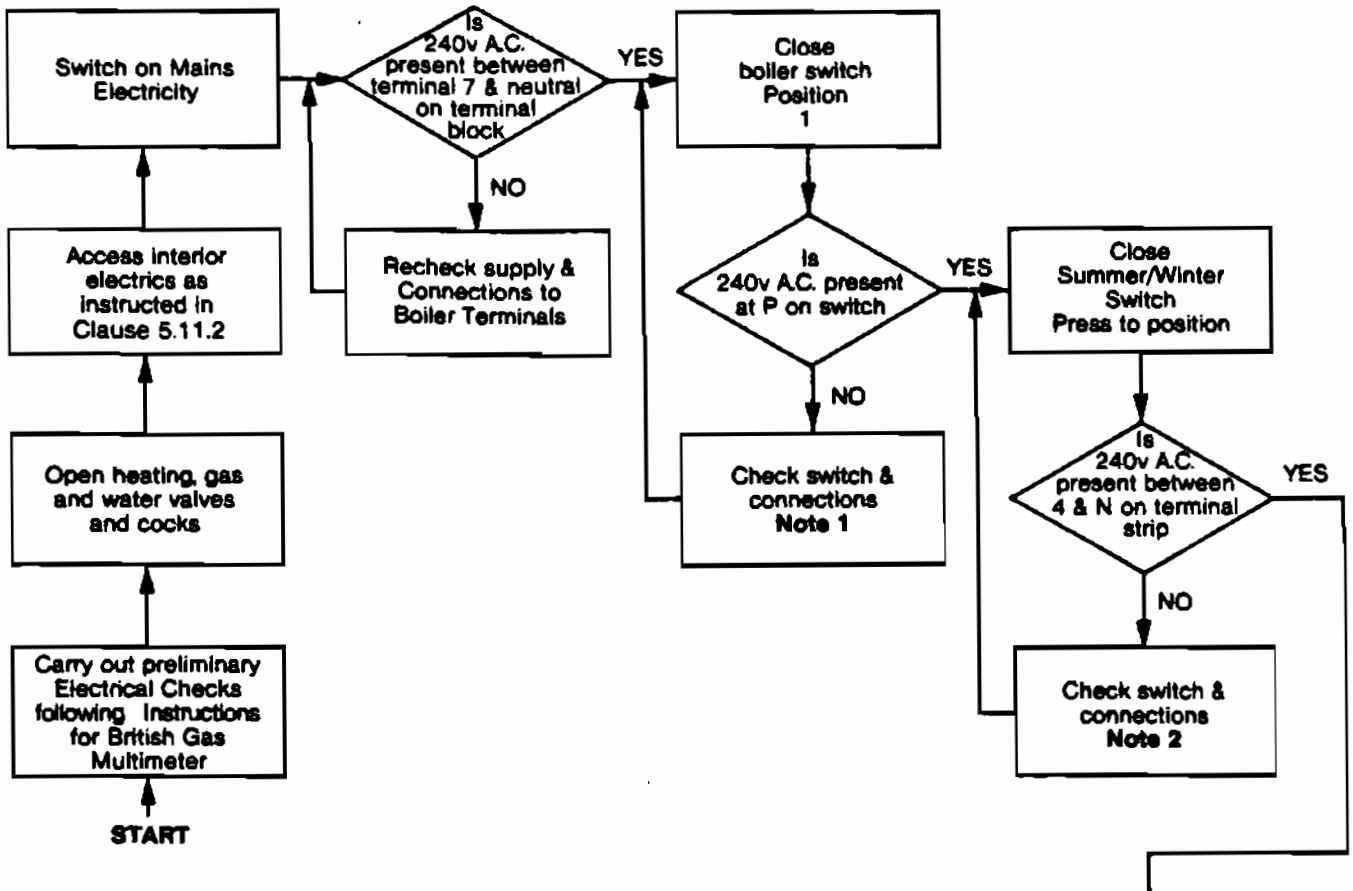 Switch on Mains
Electricity
Is
240v A.C.
present between
terminal 7 & neutral
on terminal
block
YES
NO
Recheck supply &
Connections to
Boiler Terminals
Access interior
electrics as
instructed in
Clause 5.11.2
Open heating, gas
and water valves
and cocks
Carry out preliminary
Electrical Checks
following Instructions
for British Gas
Multimeter
START
Close
boiler switch
Position
1
Is
240v A.C. present
at P on switch
YES
NO
Check switch &
connections
Note 1
Close
Summer/Winter
Switch
Press to position
Is
240v A.C.
present between
4 & N on terminal
strip
YES
NO
Check switch &
connections
Note 2